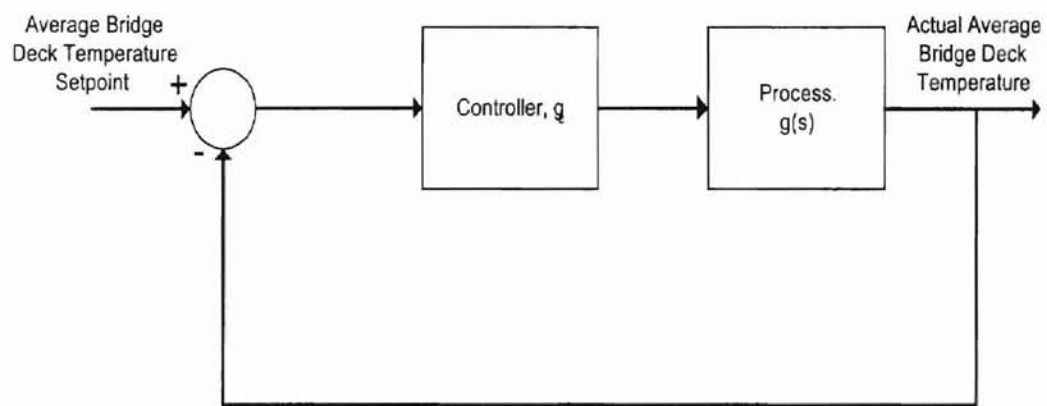 Average Bridge
Deck Temperature
Setpoint
+
-
Controller, g
Process.
g(s)
Actual Average
Bridge Deck
Temperature